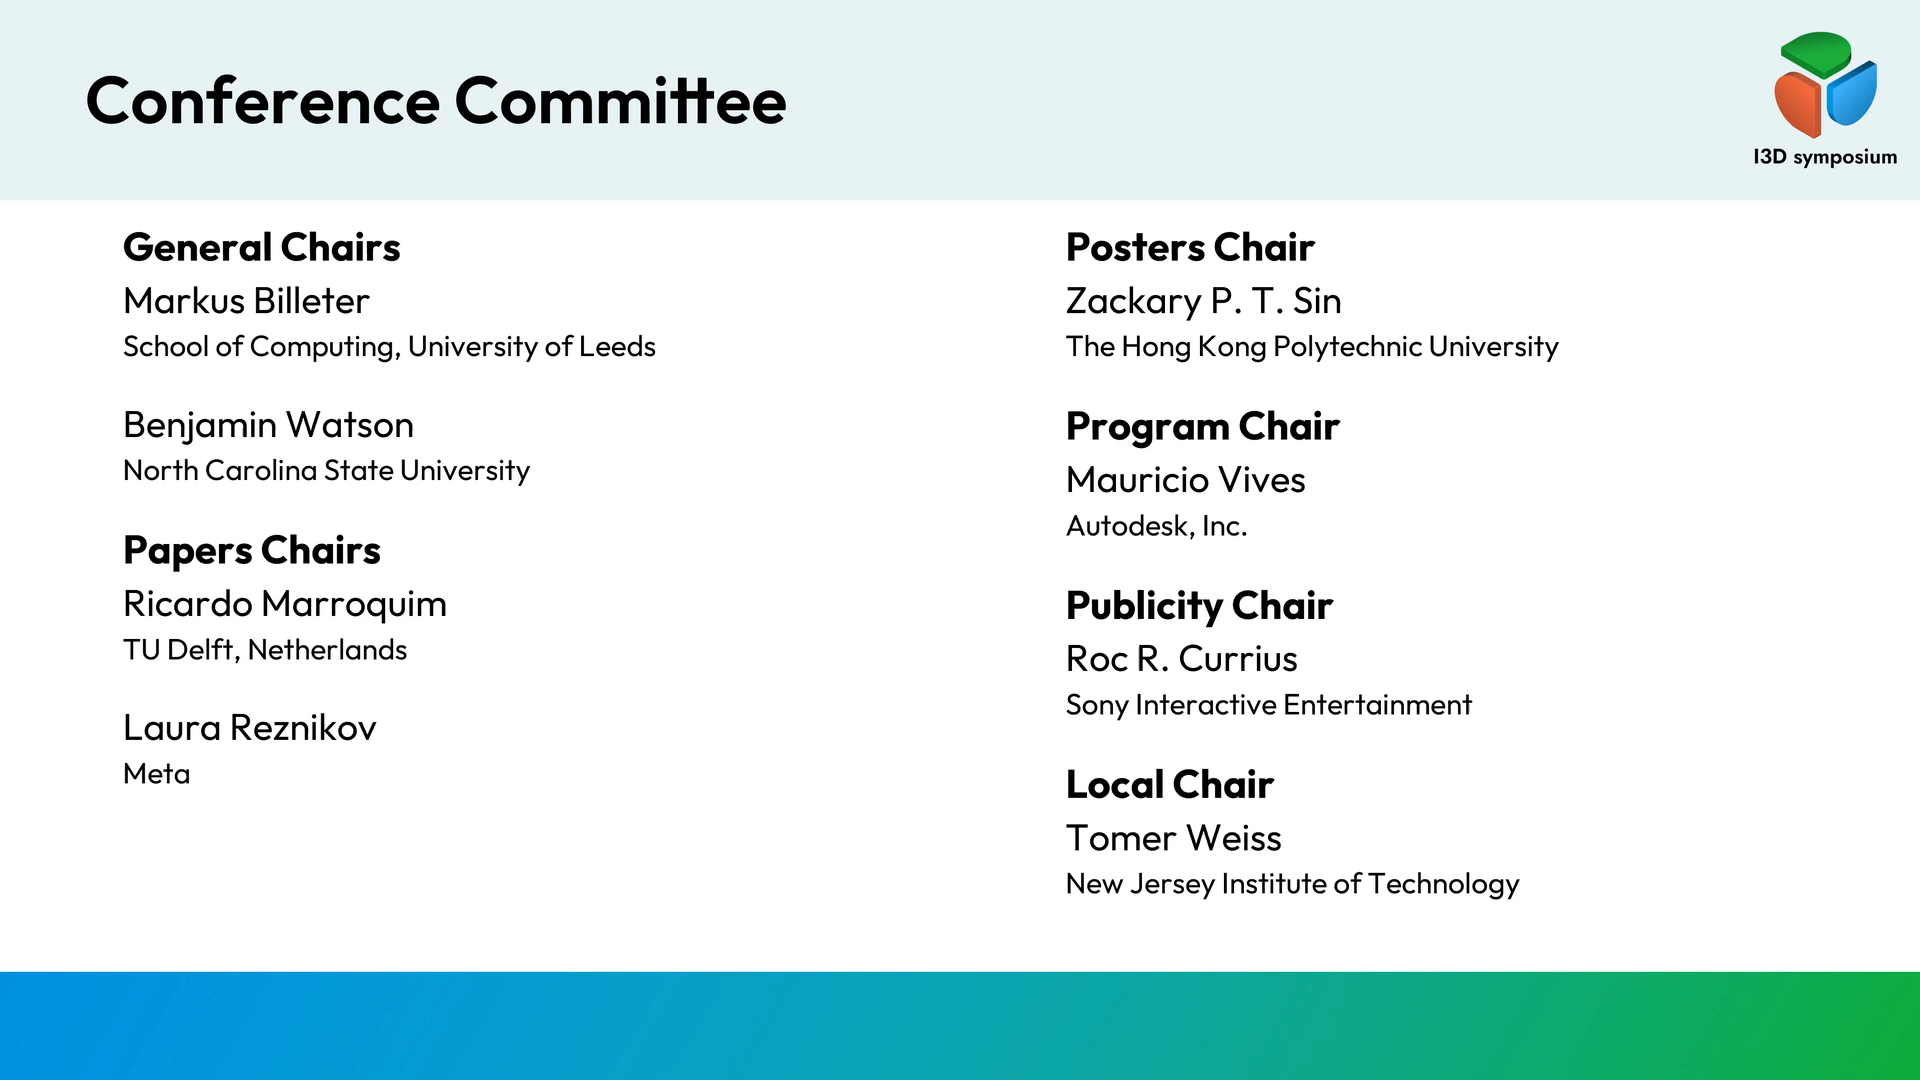 Conference Committee
I3D symposium
General Chairs
Markus Billeter
School of Computing, University of Leeds
Benjamin Watson
North Carolina State University
Papers Chairs
Ricardo Marroquim
TU Delft, Netherlands
Laura Reznikov
Meta
Posters Chair
Zackary P. T. Sin
The Hong Kong Polytechnic University
Program Chair
Mauricio Vives
Autodesk, Inc.
Publicity Chair
Roc R. Currius
Sony Interactive Entertainment
Local Chair
Tomer Weiss
New Jersey Institute of Technology